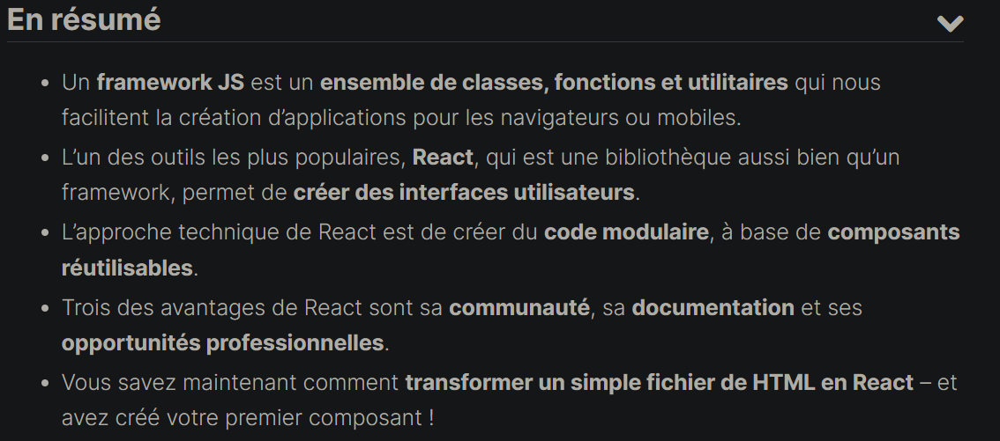 En résumé
• Un framework JS est un ensemble de classes, fonctions et utilitaires qui nous
facilitent la création d’applications pour les navigateurs ou mobiles.
• L’un des outils les plus populaires, React, qui est une bibliothèque aussi bien qu’un
framework, permet de créer des interfaces utilisateurs.
• L’approche technique de React est de créer du code modulaire, à base de composants
réutilisables.
• Trois des avantages de React sont sa communauté, sa documentation et ses
opportunités professionnelles.
• Vous savez maintenant comment transformer un simple fichier de HTML en React – et
avez créé votre premier composant !